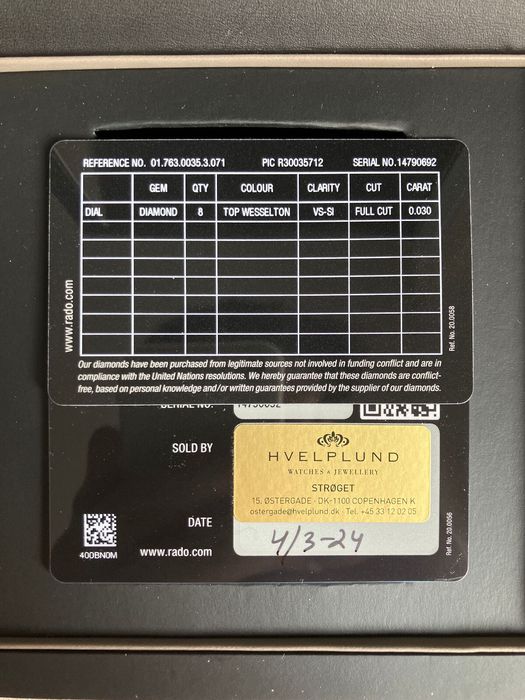 REFERENCE NO. 01.763.0035.3.071 PIC R30035712 SERIAL NO.14790692
GEM QTY COLOUR CLARITY CUT CARAT
DIAL DIAMOND 8 TOP WESSELTON VS-SI FULL CUT 0.030
www.rado.com
Ref. No. 20.0058
Our diamonds have been purchased from legitimate sources not involved in funding conflict and are in
compliance with the United Nations resolutions. We hereby guarantee that these diamonds are conflict-
free, based on personal knowledge and/or written guarantees provided by the supplier of our diamonds.
SERIAL NO. 14790692
SOLD BY
HVELPLUND
WATCHES & JEWELLERY
STRØGET
15, ØSTERGADE · DK-1100 COPENHAGEN K
ostergade@hvelplund.dk · Tel. +45 33 12 02 05
DATE
4/3-24
400BN0M
www.rado.com
Ref. No. 20.0056